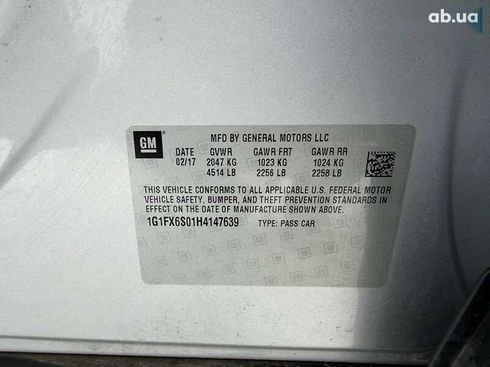 ab.ua
GM
MFD BY GENERAL MOTORS LLC
DATE GVWR GAWR FRT GAWR RR
02/17 2047 KG 1023 KG 1024 KG
4514 LB 2256 LB 2258 LB
THIS VEHICLE CONFORMS TO ALL APPLICABLE U.S. FEDERAL MOTOR
VEHICLE SAFETY, BUMPER, AND THEFT PREVENTION STANDARDS
IN EFFECT ON THE DATE OF MANUFACTURE SHOWN ABOVE.
1G1FX6S01H4147639 TYPE: PASS CAR